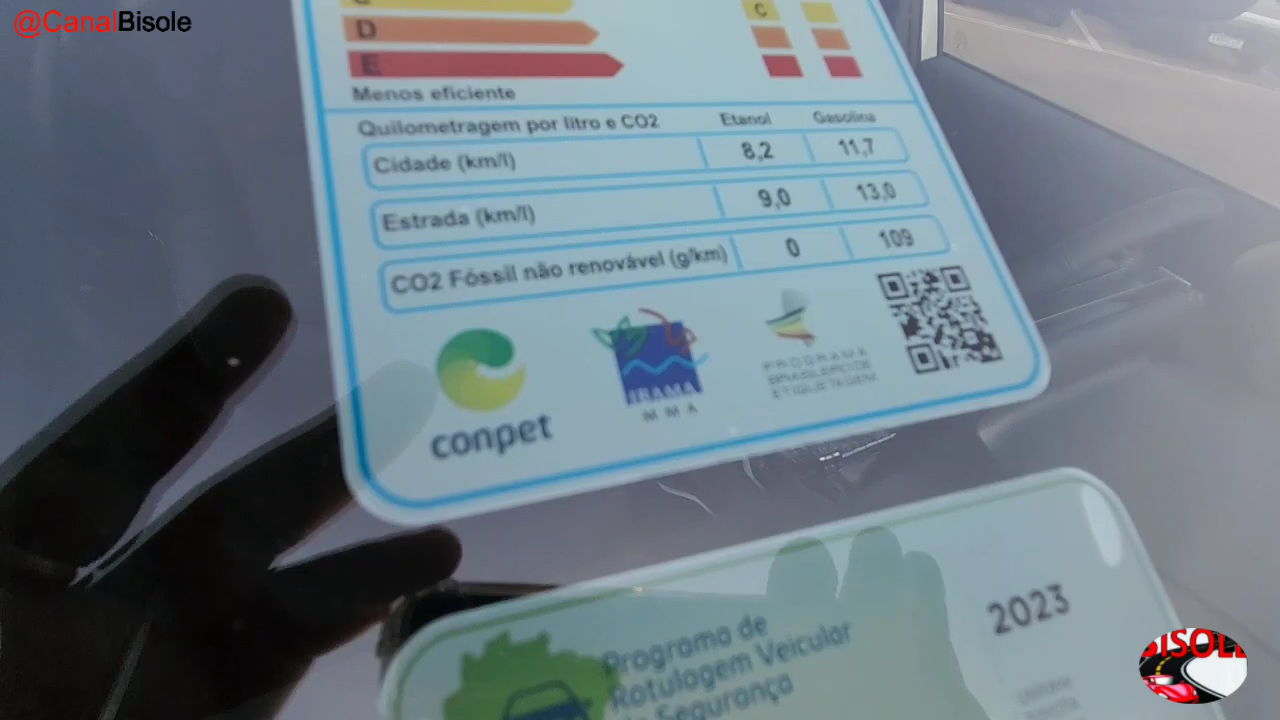 @CanalBisole
C
D
E
C
Menos eficiente
Quilometragem por litro e CO2 Etanol Gasolina
Cidade (km/l) 8,2 11,7
Estrada (km/l) 9,0 13,0
CO2 Fóssil não renovável (g/km) 0 109
conpet
IBAMA
M M A
PROGRAMA
BRASILEIRO DE
ETIQUETAGEM
2023
Programa de
Rotulagem Veicular
de Segurança
BISOLE